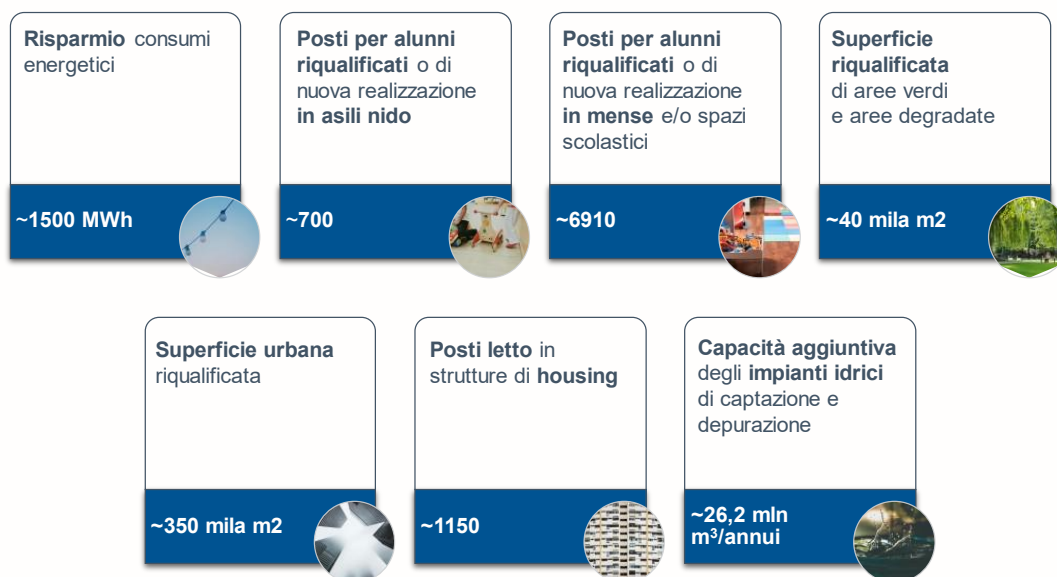 Risparmio consumi
energetici
~1500 MWh
Posti per alunni
riqualificati o di
nuova realizzazione
in asili nido
~700
Posti per alunni
riqualificati o di
nuova realizzazione
in mense e/o spazi
scolastici
~6910
Superficie
riqualificata
di aree verdi
e aree degradate
~40 mila m2
Superficie urbana
riqualificata
~350 mila m2
Posti letto in
strutture di housing
~1150
Capacità aggiuntiva
degli impianti idrici
di captazione e
depurazione
~26,2 mln
m³/annui